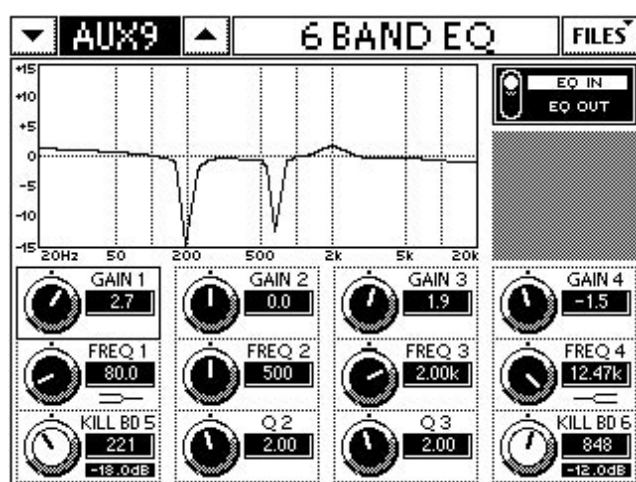 AUX9 6 BAND EQ FILES
+15
EQ IN
+10
EQ OUT
+5
0
-5
-10
-15
20Hz 50 200 500 2k 5k 20k
GAIN 1 GAIN 2 GAIN 3 GAIN 4
2.7 0.0 1.9 -1.5
FREQ 1 FREQ 2 FREQ 3 FREQ 4
80.0 500 2.00k 12.47k
KILL BD 5 Q 2 Q 3 KILL BD 6
221 2.00 2.00 848
-18.0dB -12.0dB